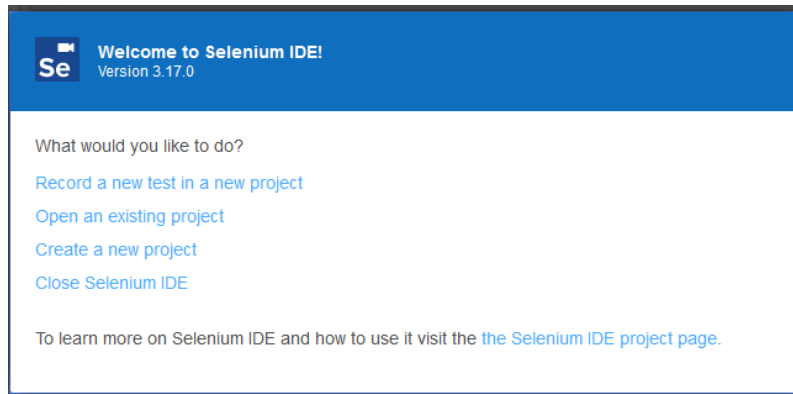 Se
Welcome to Selenium IDE!
Version 3.17.0
What would you like to do?
Record a new test in a new project
Open an existing project
Create a new project
Close Selenium IDE
To learn more on Selenium IDE and how to use it visit the the Selenium IDE project page.